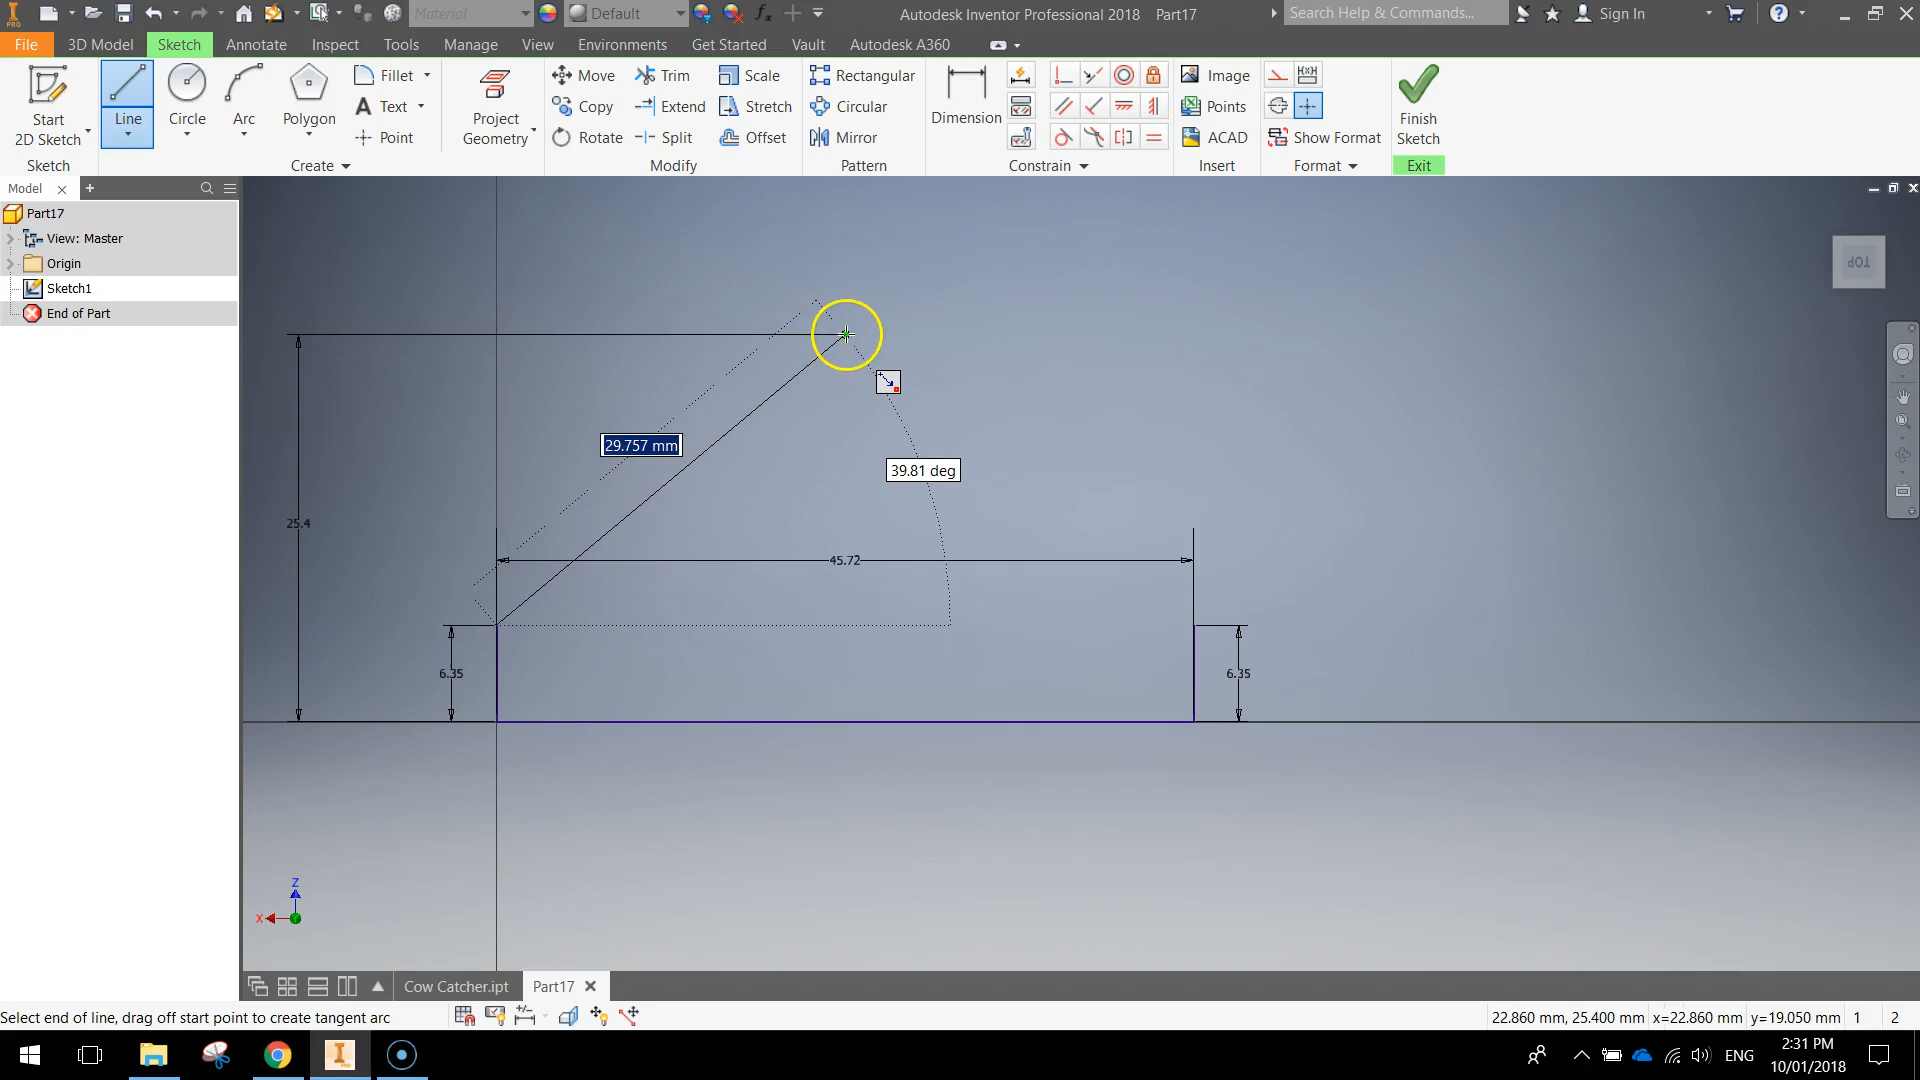 PRO
Material
Default
fx
Autodesk Inventor Professional 2018 Part17
Search Help & Commands...
Sign In
File 3D Model Sketch Annotate Inspect Tools Manage View Environments Get Started Vault Autodesk A360
Start 2D Sketch
Line
Circle
Arc
Polygon
Fillet
Text
Point
Project Geometry
Move
Copy
Rotate
Trim
Extend
Split
Scale
Stretch
Offset
Rectangular
Circular
Mirror
Dimension
Image
Points
ACAD
Show Format
Finish Sketch
Sketch Create Modify Pattern Constrain Insert Format Exit
Model
Part17
View: Master
Origin
Sketch1
End of Part
TOP
29.757 mm
39.81 deg
25.4
45.72
6.35
6.35
Z
X
Cow Catcher.ipt Part17
Select end of line, drag off start point to create tangent arc
22.860 mm, 25.400 mm x=22.860 mm y=19.050 mm 1 2
ENG
2:31 PM
10/01/2018